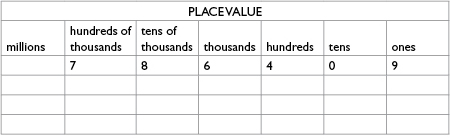 PLACEVALUE
millions hundreds of thousands tens of thousands thousands hundreds tens ones
7 8 6 4 0 9